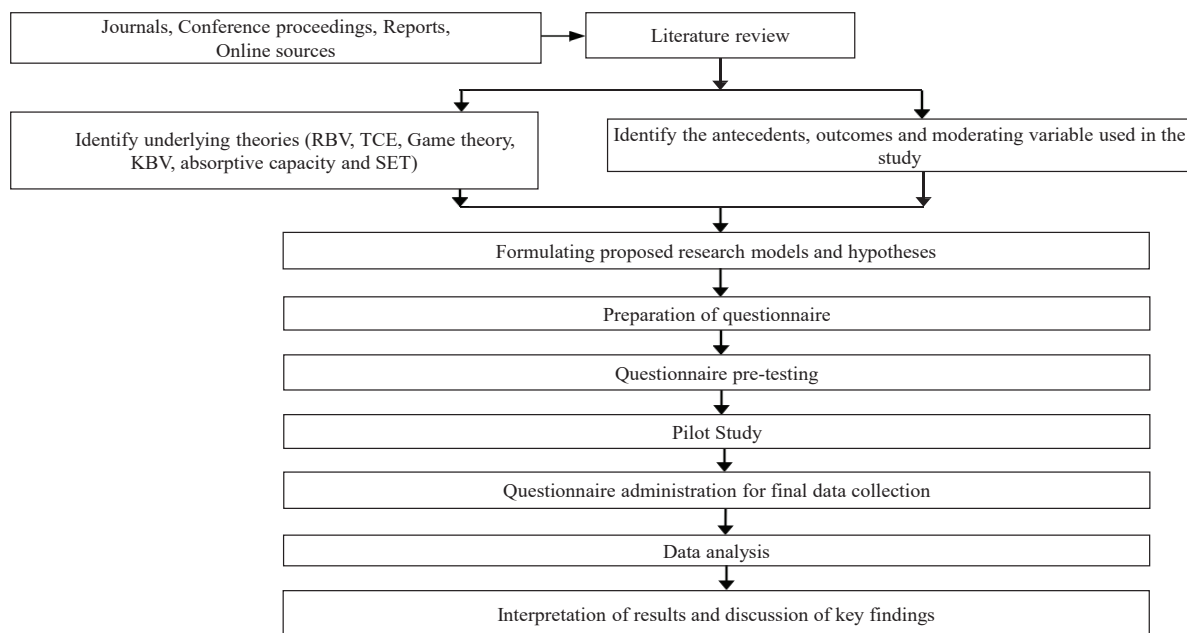 Journals, Conference proceedings, Reports,
Online sources
Literature review
Identify underlying theories (RBV, TCE, Game theory,
KBV, absorptive capacity and SET)
Identify the antecedents, outcomes and moderating variable used in the
study
Formulating proposed research models and hypotheses
Preparation of questionnaire
Questionnaire pre-testing
Pilot Study
Questionnaire administration for final data collection
Data analysis
Interpretation of results and discussion of key findings